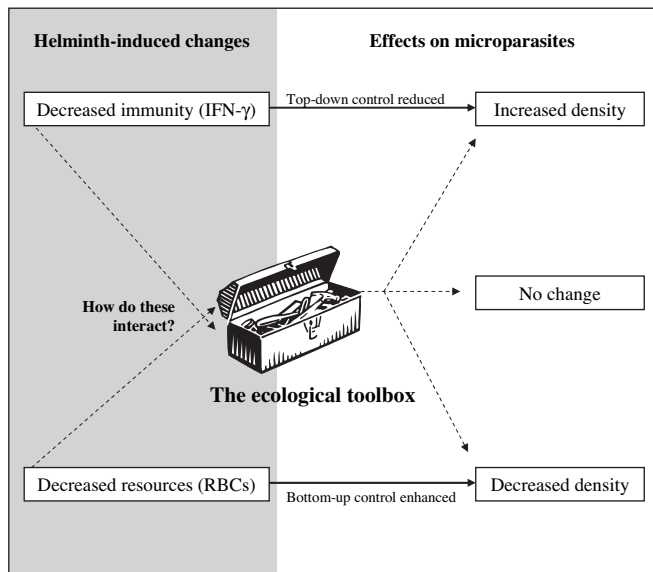 Helminth-induced changes
Effects on microparasites
Decreased immunity (IFN-γ)
Top-down control reduced
Increased density
How do these
interact?
No change
The ecological toolbox
Decreased resources (RBCs)
Bottom-up control enhanced
Decreased density